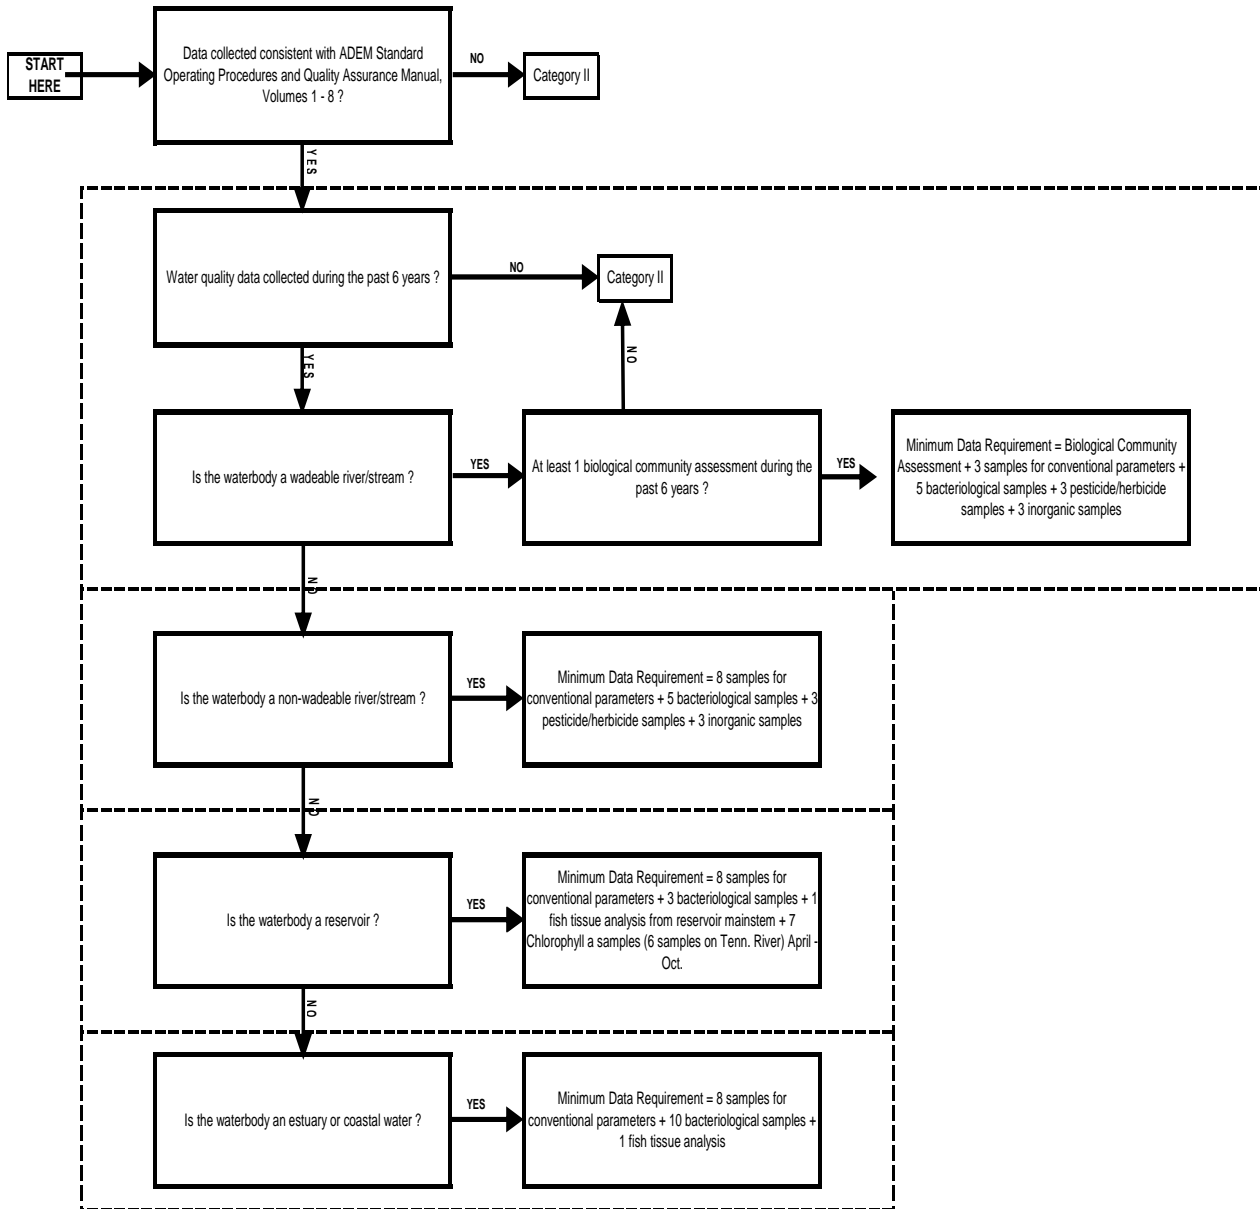 START
HERE
Data collected consistent with ADEM Standard
Operating Procedures and Quality Assurance Manual,
Volumes 1 - 8 ?
NO
Category II
YES
Water quality data collected during the past 6 years ?
NO
Category II
YES
NO
Is the waterbody a wadeable river/stream ?
YES
At least 1 biological community assessment during the
past 6 years ?
YES
Minimum Data Requirement = Biological Community
Assessment + 3 samples for conventional parameters +
5 bacteriological samples + 3 pesticide/herbicide
samples + 3 inorganic samples
NO
Is the waterbody a non-wadeable river/stream ?
YES
Minimum Data Requirement = 8 samples for
conventional parameters + 5 bacteriological samples + 3
pesticide/herbicide samples + 3 inorganic samples
NO
Is the waterbody a reservoir ?
YES
Minimum Data Requirement = 8 samples for
conventional parameters + 3 bacteriological samples + 1
fish tissue analysis from reservoir mainstem + 7
Chlorophyll a samples (6 samples on Tenn. River) April -
Oct.
NO
Is the waterbody an estuary or coastal water ?
YES
Minimum Data Requirement = 8 samples for
conventional parameters + 10 bacteriological samples +
1 fish tissue analysis